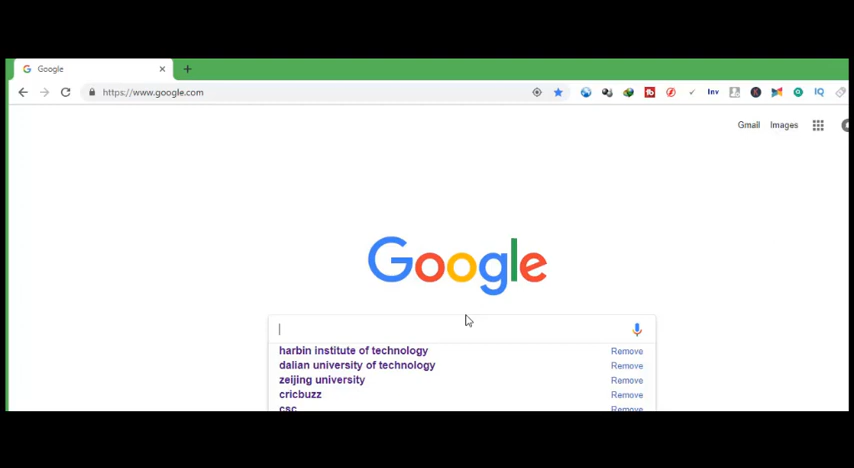 Google
https://www.google.com
Inv
IQ
Gmail Images
Google
harbin institute of technology Remove
dalian university of technology Remove
zeijing university Remove
cricbuzz Remove
csc Remove